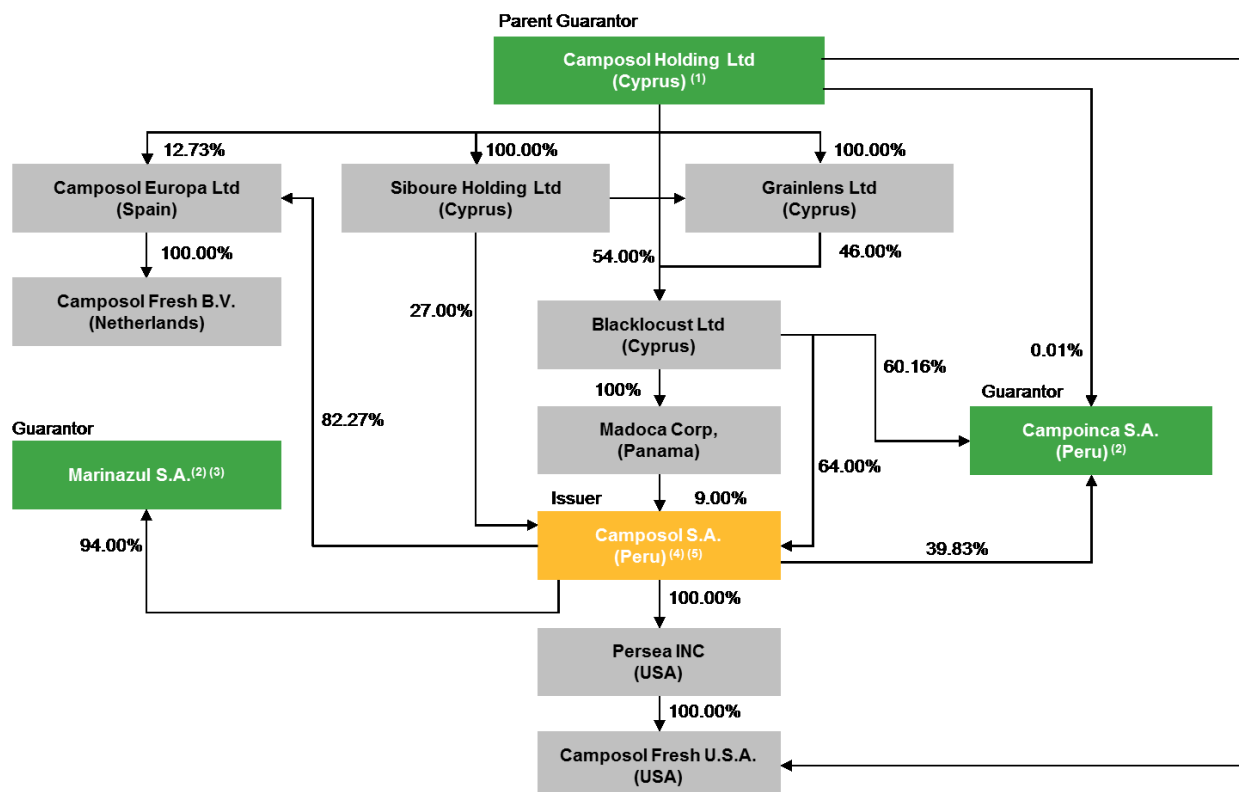 Parent Guarantor
Camposol Holding Ltd
(Cyprus) (1)
12.73%
100.00%
100.00%
Camposol Europa Ltd
(Spain)
Siboure Holding Ltd
(Cyprus)
Grainlens Ltd
(Cyprus)
100.00%
54.00%
46.00%
Camposol Fresh B.V.
(Netherlands)
27.00%
Blacklocust Ltd
(Cyprus)
0.01%
60.16%
100%
Guarantor
82.27%
Madoca Corp,
(Panama)
Campoinca S.A.
(Peru) (2)
Guarantor
Marinazul S.A. (2) (3)
64.00%
Issuer
9.00%
Camposol S.A.
(Peru) (4) (5)
94.00%
39.83%
100.00%
Persea INC
(USA)
100.00%
Camposol Fresh U.S.A.
(USA)